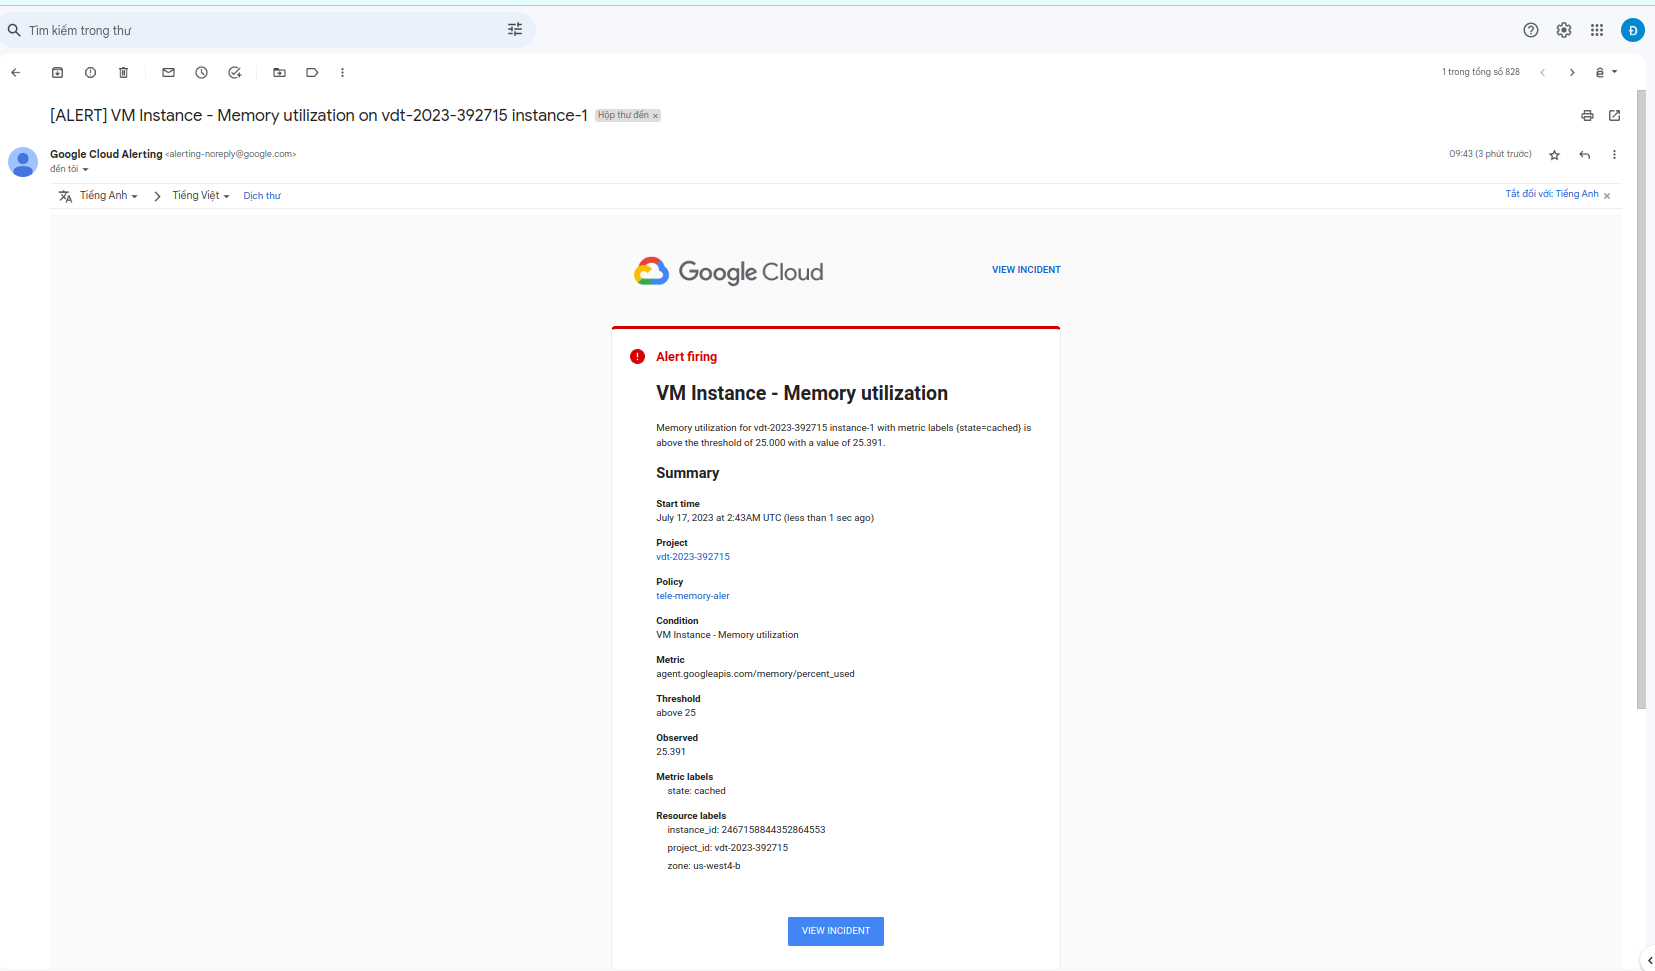 Tìm kiếm trong thư
Đ
1 trong tổng số 828
[ALERT] VM Instance - Memory utilization on vdt-2023-392715 instance-1 Hộp thư đến ×
Google Cloud Alerting <alerting-noreply@google.com>
09:43 (3 phút trước)
đến tôi
Tiếng Anh > Tiếng Việt Dịch thư
Tắt đối với: Tiếng Anh ×
Google Cloud
VIEW INCIDENT
Alert firing
VM Instance - Memory utilization
Memory utilization for vdt-2023-392715 instance-1 with metric labels {state=cached} is
above the threshold of 25.000 with a value of 25.391.
Summary
Start time
July 17, 2023 at 2:43AM UTC (less than 1 sec ago)
Project
vdt-2023-392715
Policy
tele-memory-aler
Condition
VM Instance - Memory utilization
Metric
agent.googleapis.com/memory/percent_used
Threshold
above 25
Observed
25.391
Metric labels
state: cached
Resource labels
instance_id: 2467158844352864553
project_id: vdt-2023-392715
zone: us-west4-b
VIEW INCIDENT